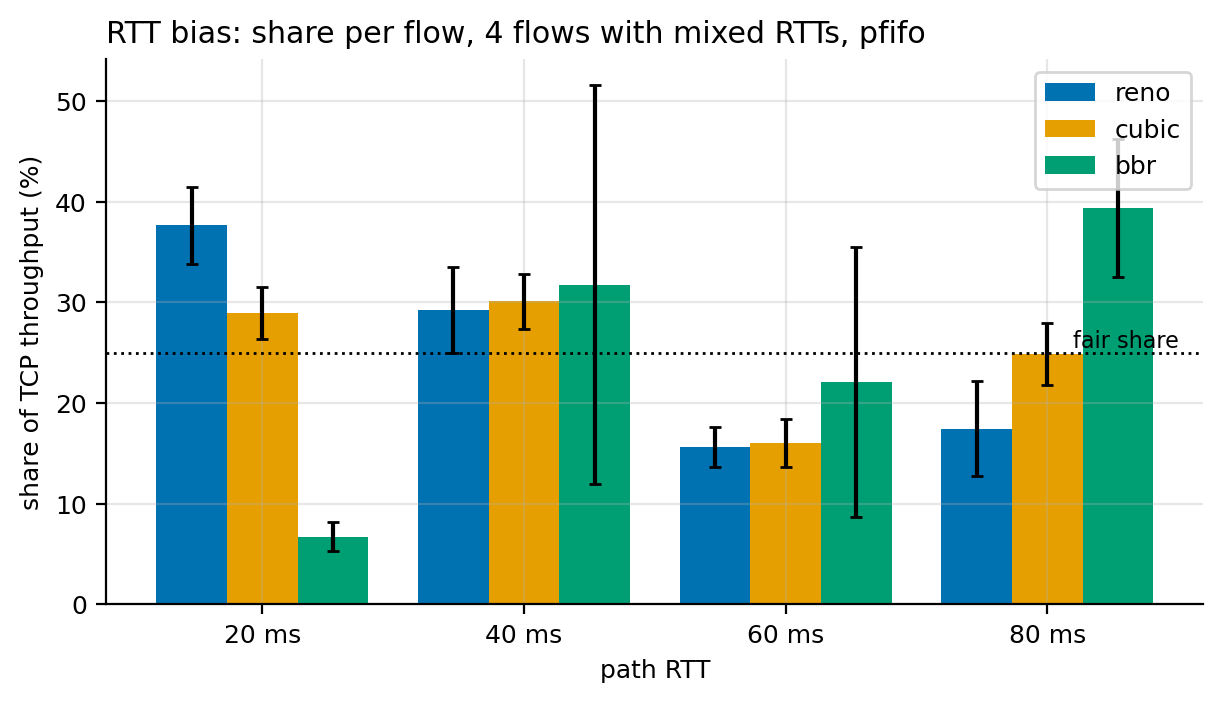 RTT bias: share per flow, 4 flows with mixed RTTs, pfifo
share of TCP throughput (%)
50
40
30
20
10
0
reno
cubic
bbr
fair share
20 ms
40 ms
60 ms
80 ms
path RTT